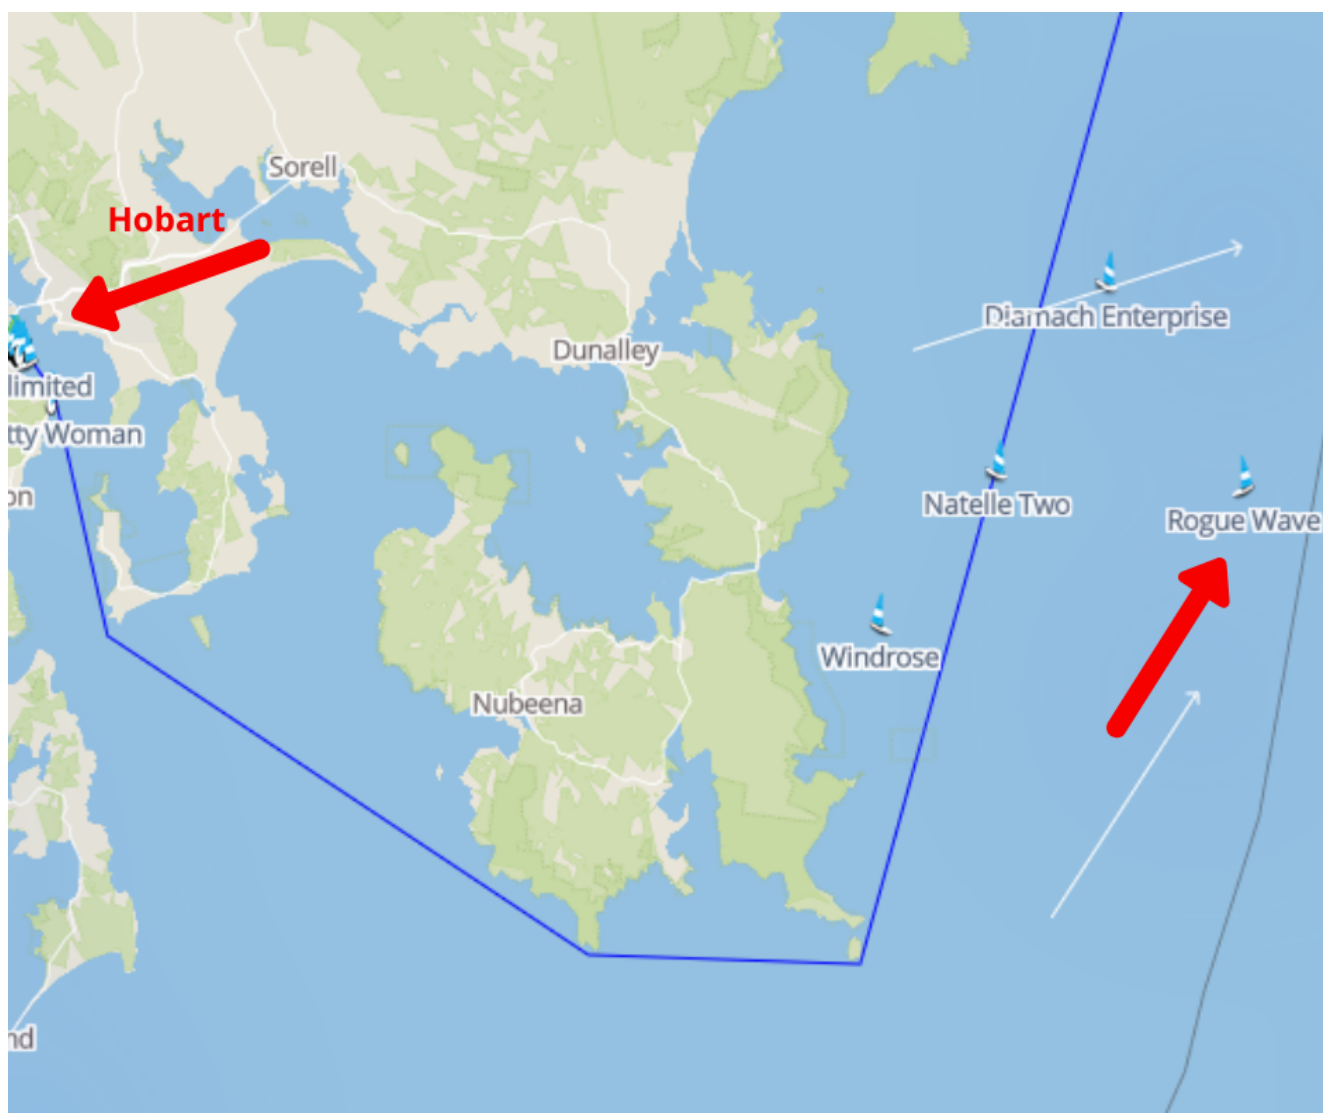 Sorell
Hobart
Diamach Enterprise
Dunalley
limited
tty Woman
on
Natelle Two
Rogue Wave
Windrose
Nubeena
nd